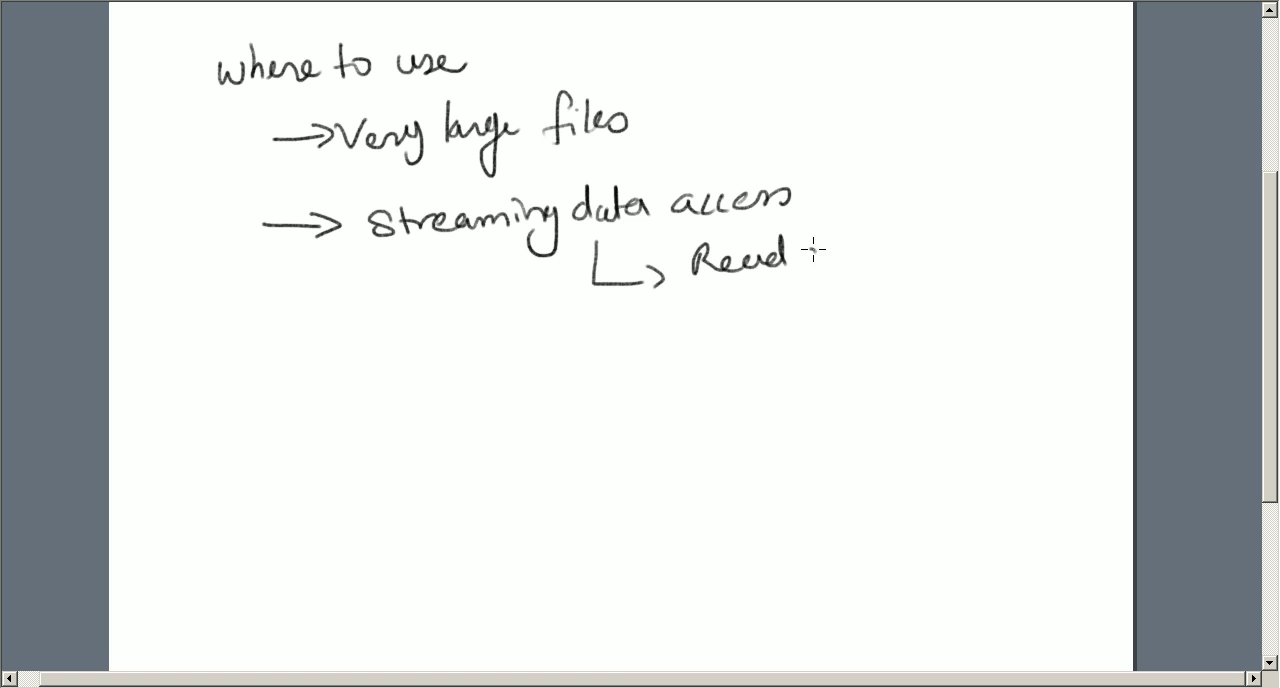 where to use
→ Very large files
→ Streaming data access
↳ Read